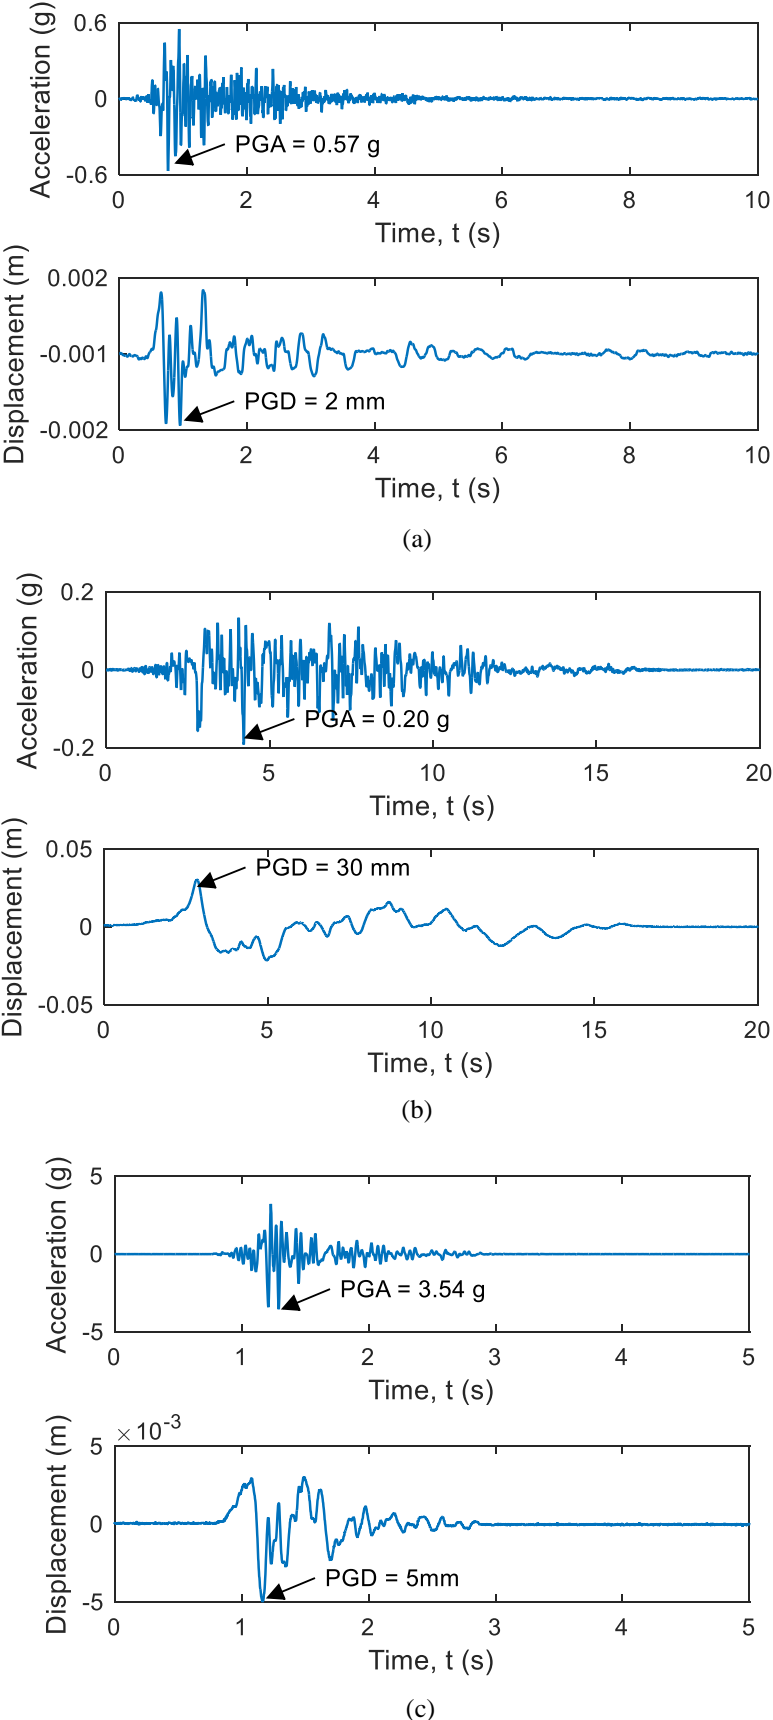 Acceleration (g)
0.6
0
-0.6
PGA = 0.57 g
0 2 4 6 8 10
Time, t (s)
Displacement (m)
0.002
-0.001
-0.002
PGD = 2 mm
0 2 4 6 8 10
Time, t (s)
(a)
Acceleration (g)
0.2
0
-0.2
PGA = 0.20 g
0 5 10 15 20
Time, t (s)
Displacement (m)
0.05
0
-0.05
PGD = 30 mm
0 5 10 15 20
Time, t (s)
(b)
Acceleration (g)
5
0
-5
PGA = 3.54 g
0 1 2 3 4 5
Time, t (s)
Displacement (m)
×10-3
5
0
-5
PGD = 5mm
0 1 2 3 4 5
Time, t (s)
(c)